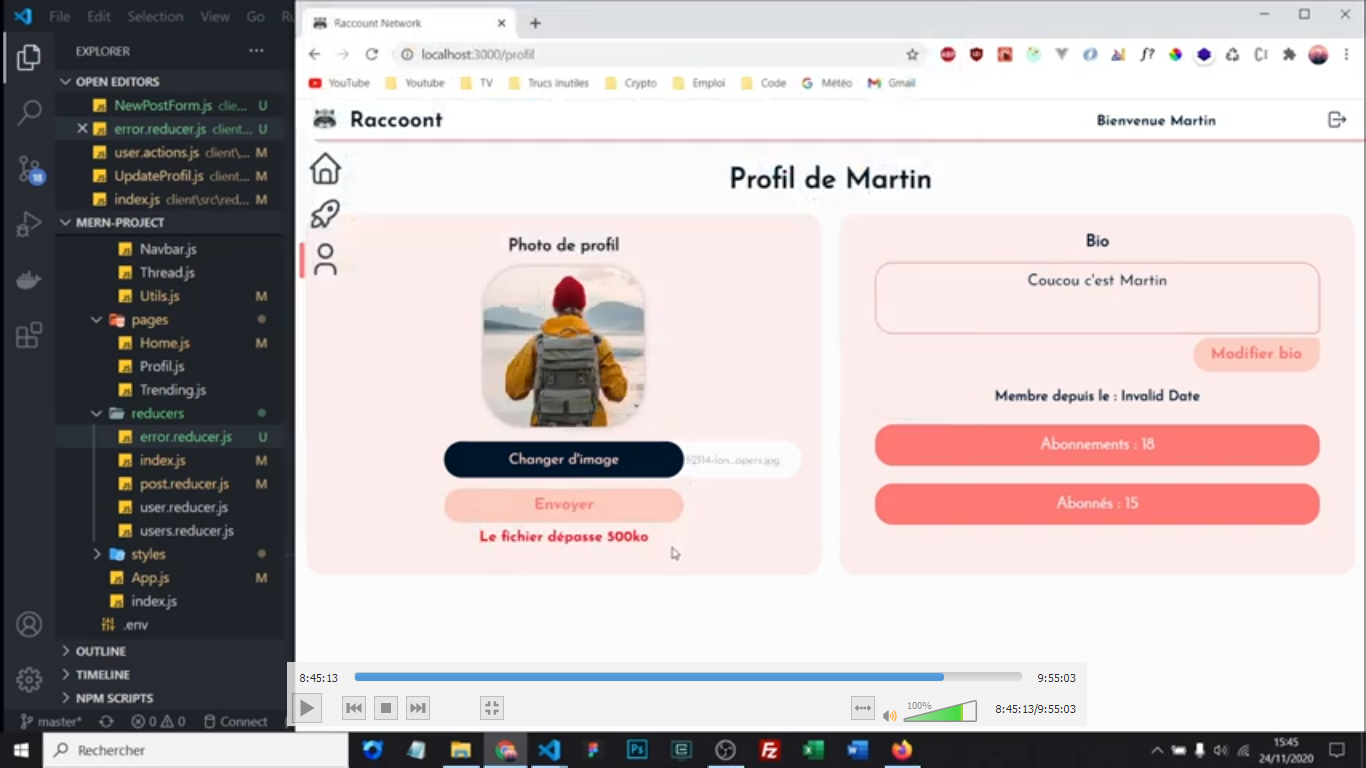 File Edit Selection View Go Ru
EXPLORER
OPEN EDITORS
NewPostForm.js clie... U
error.reducer.js client... U
user.actions.js client\... M
UpdateProfil.js client... M
index.js client\src\red... M
MERN-PROJECT
Navbar.js
Thread.js
Utils.js M
pages
Home.js M
Profil.js
Trending.js
reducers
error.reducer.js U
index.js M
post.reducer.js M
user.reducer.js
users.reducer.js
styles
App.js M
index.js
.env
OUTLINE
TIMELINE
NPM SCRIPTS
master* 0 0 Connect
Raccount Network
localhost:3000/profil
YouTube Youtube TV Trucs inutiles Crypto Emploi Code Météo Gmail
Raccoont
Bienvenue Martin
Profil de Martin
Photo de profil
Changer d'image
Envoyer
Le fichier dépasse 500ko
Bio
Coucou c'est Martin
Modifier bio
Membre depuis le : Invalid Date
Abonnements : 18
Abonnés : 15
8:45:13 9:55:03
100%
8:45:13/9:55:03
Rechercher
15:45
24/11/2020